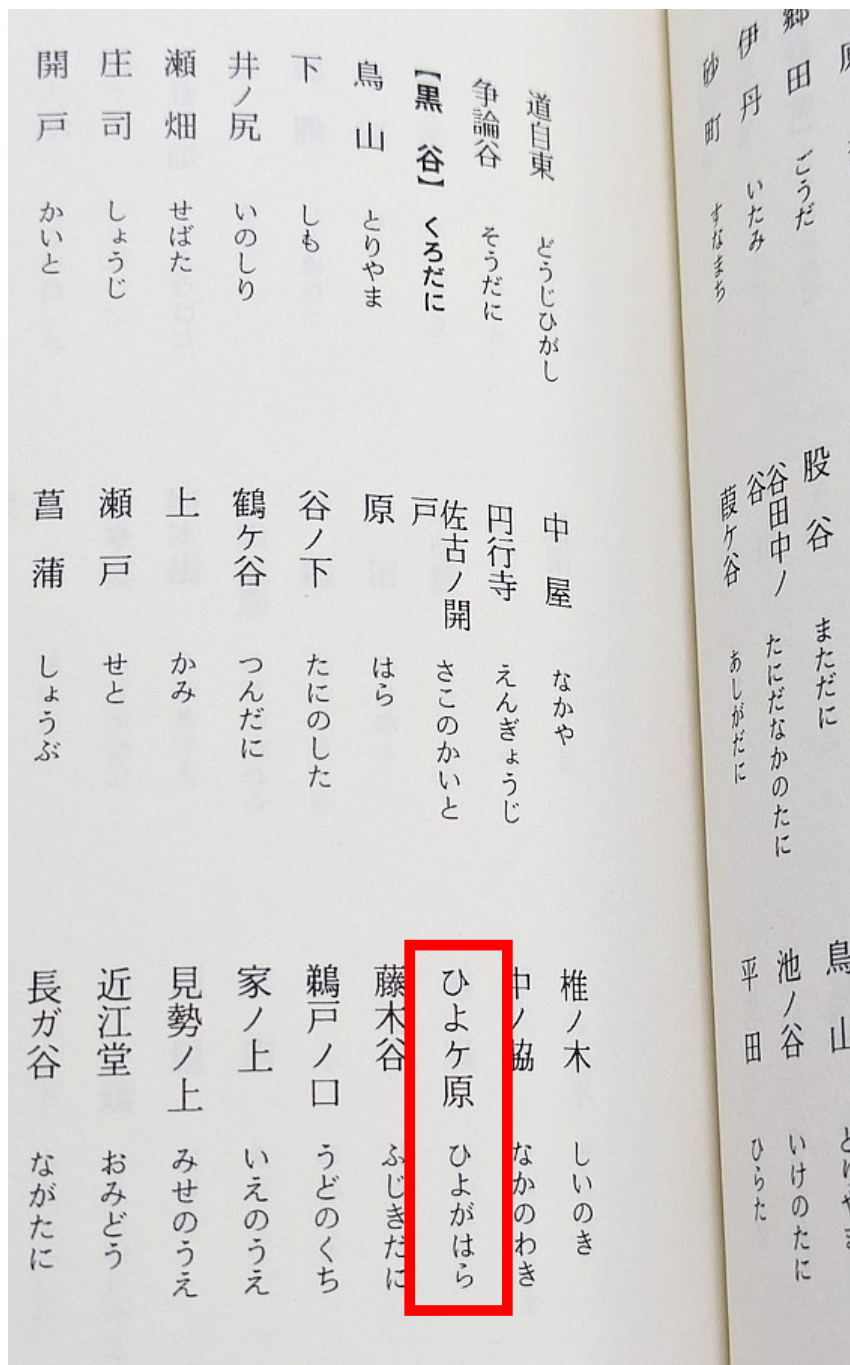 郷田 ごうだ
伊丹 いたみ
砂町 すなまち
股谷 まただに
谷田中ノ
谷 たにだなかのたに
葭ケ谷 あしがだに
鳥山
池ノ谷 いけのたに
平田 ひらた
道自東 どうじひがし
争論谷 そうだに
【黒谷】 くろだに
鳥山 とりやま
下 しも
井ノ尻 いのしり
瀬畑 せばた
庄司 しょうじ
開戸 かいと
中屋 なかや
円行寺 えんぎょうじ
佐古ノ開
戸 さこのかいと
原 はら
谷ノ下 たにのした
鶴ケ谷 つんだに
上 かみ
瀬戸 せと
菖蒲 しょうぶ
椎ノ木 しいのき
中ノ脇 なかのわき
ひよケ原 ひよがはら
藤木谷 ふじきだに
鵜戸ノ口 うどのくち
家ノ上 いえのうえ
見勢ノ上 みせのうえ
近江堂 おみどう
長ガ谷 ながたに